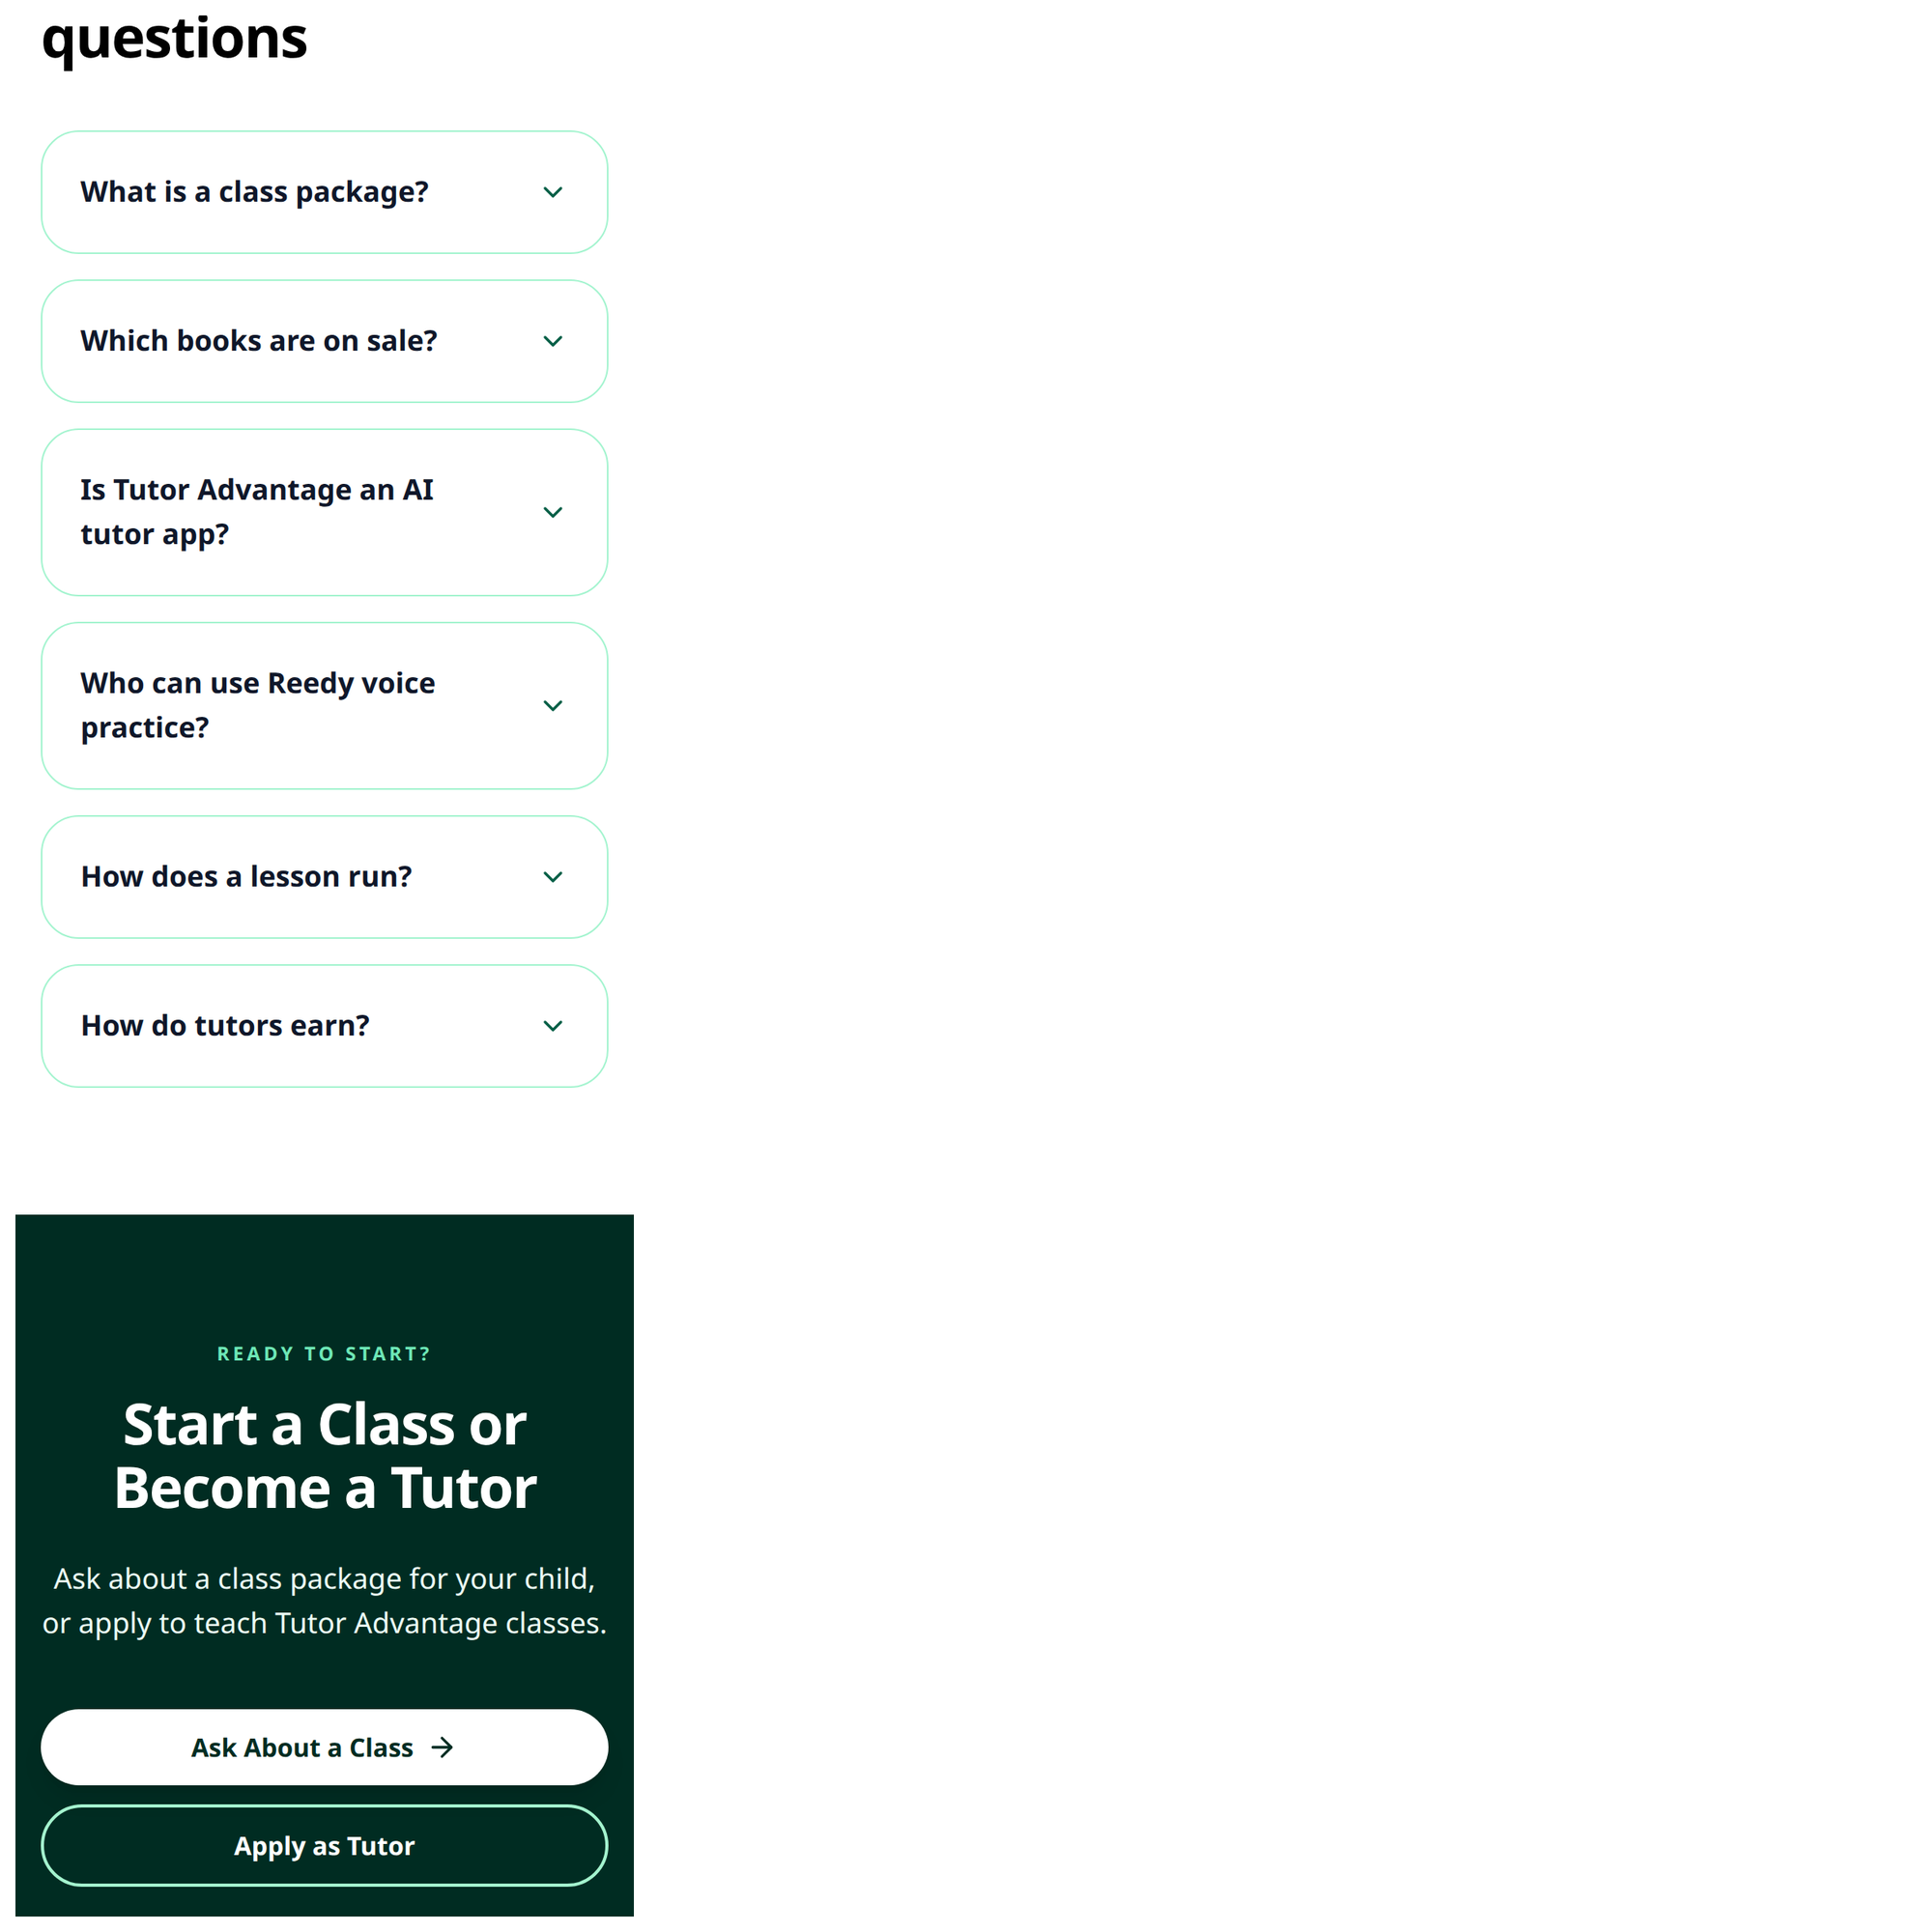 questions
What is a class package?
Which books are on sale?
Is Tutor Advantage an AI
tutor app?
Who can use Reedy voice
practice?
How does a lesson run?
How do tutors earn?
READY TO START?
Start a Class or
Become a Tutor
Ask about a class package for your child,
or apply to teach Tutor Advantage classes.
Ask About a Class
Apply as Tutor